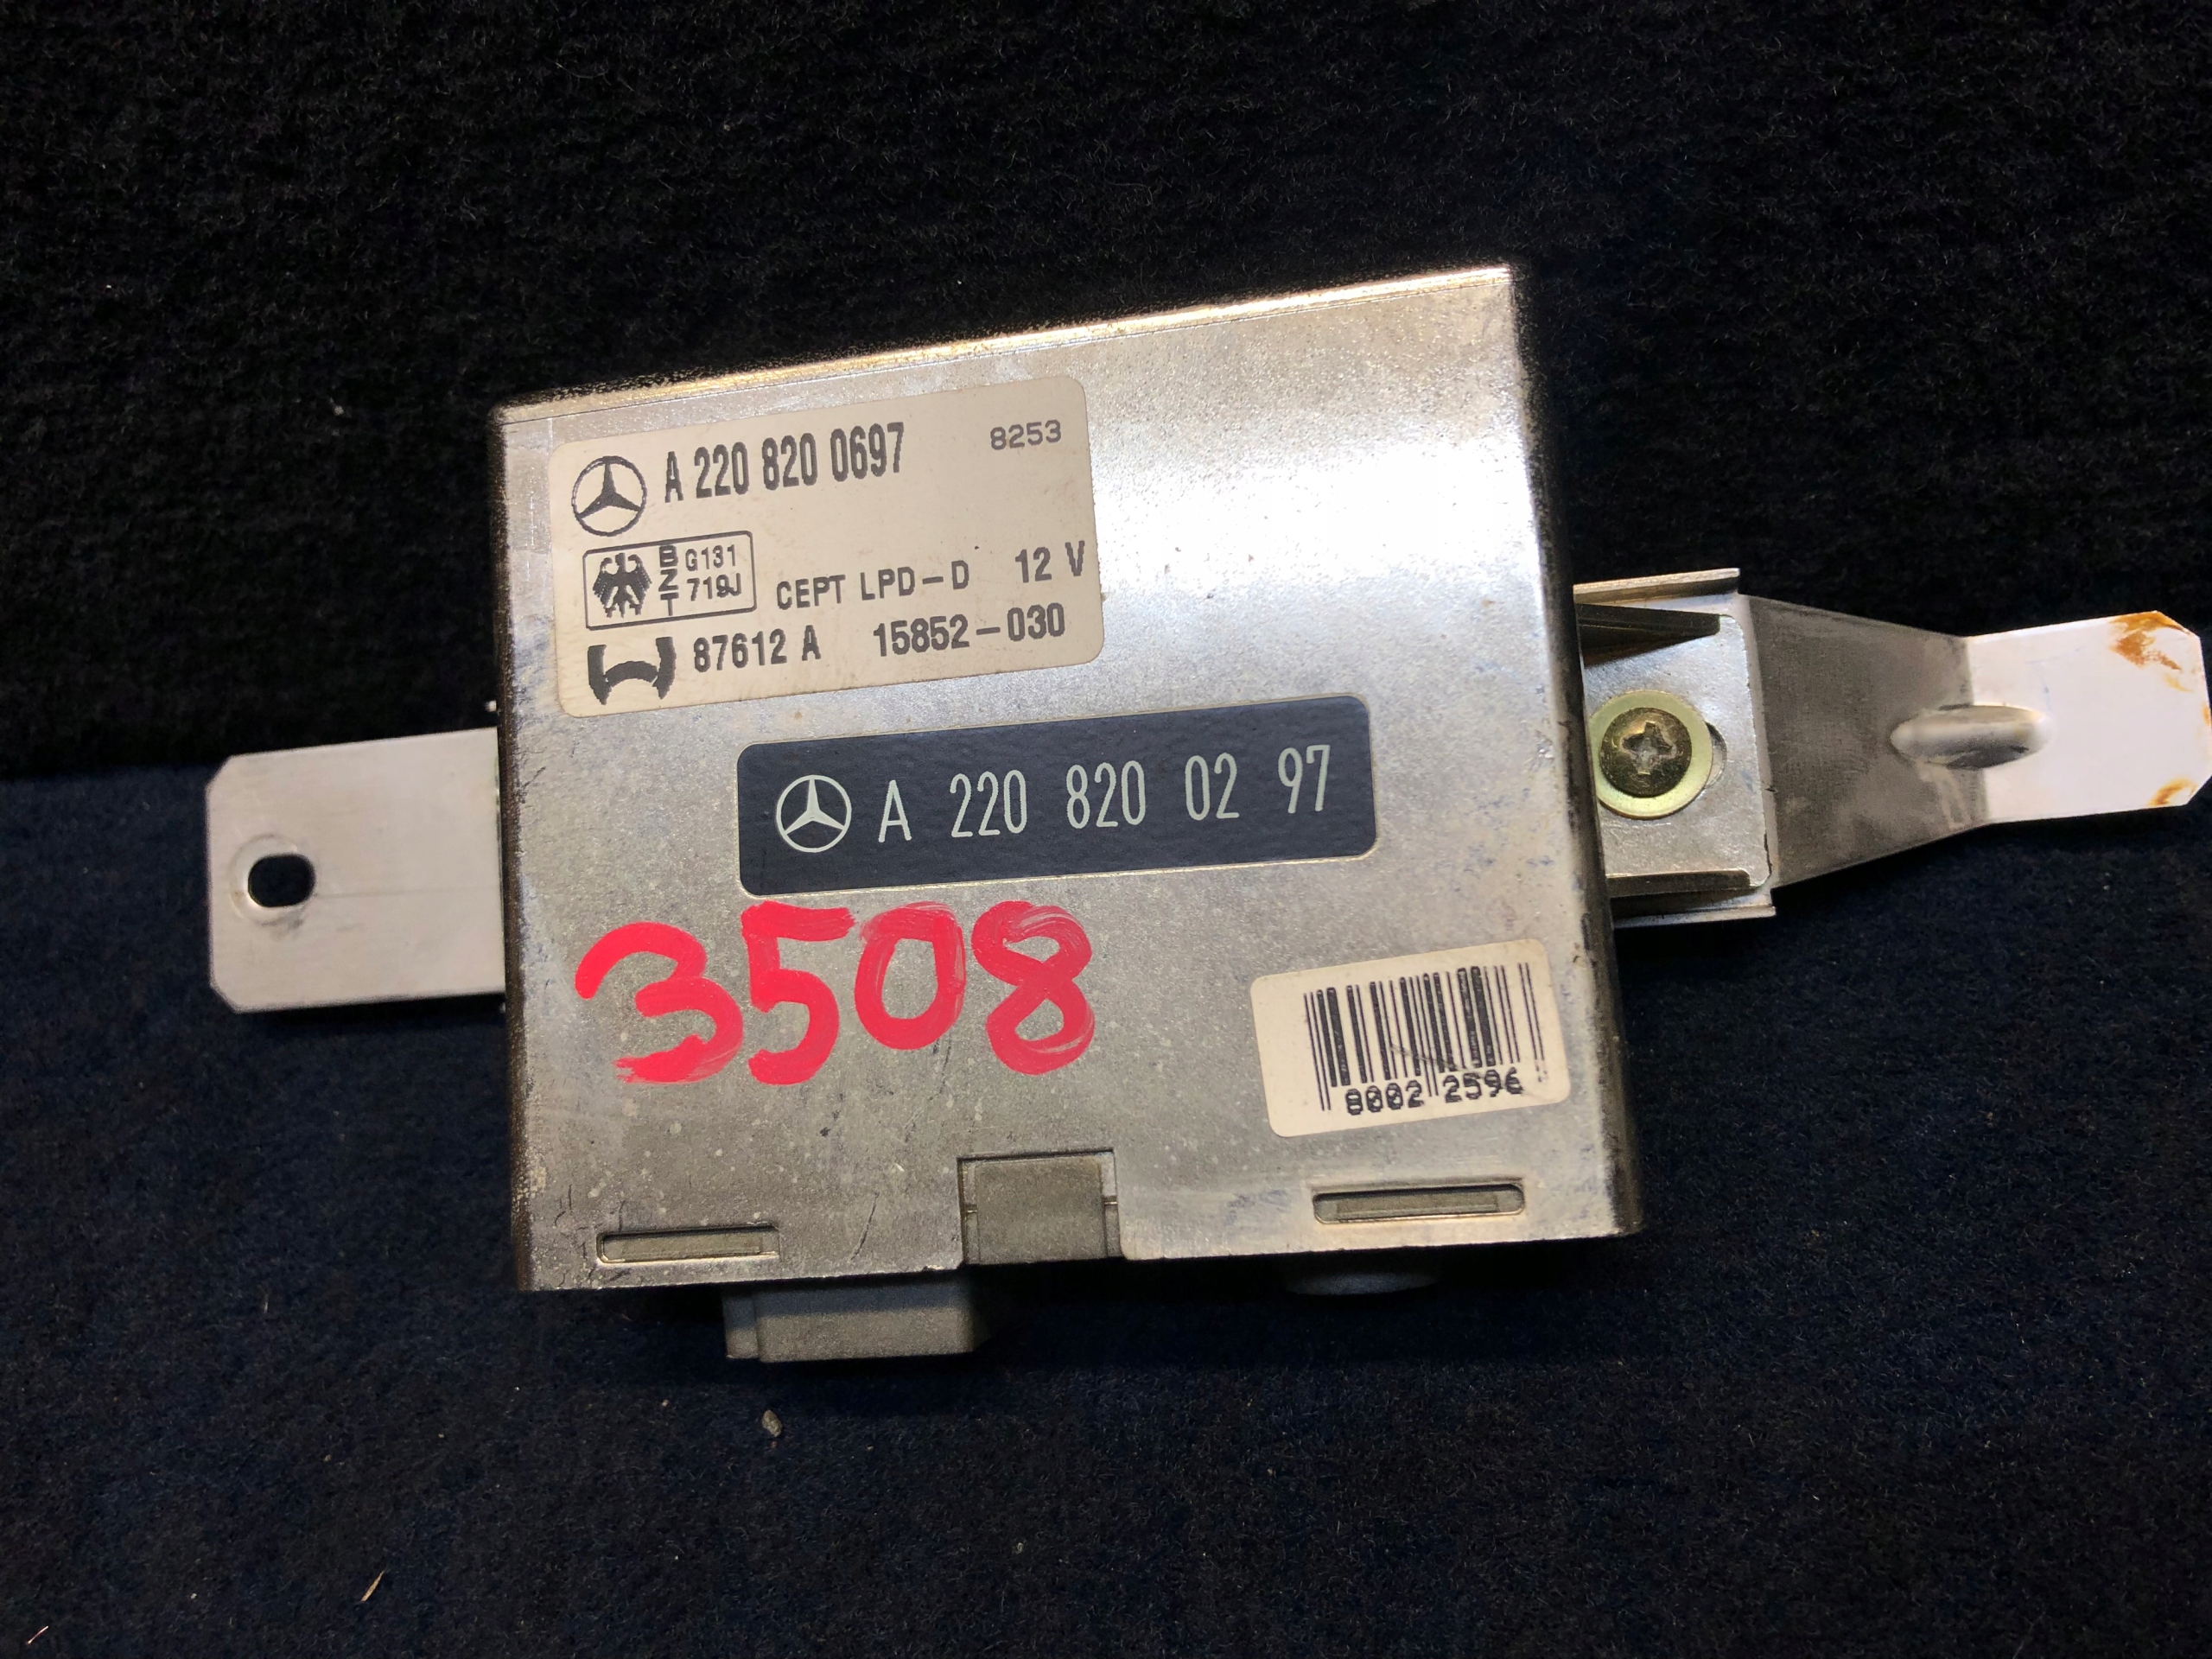 A 220 820 0697 8253
BZT G131 719J CEPT LPD-D 12 V
87612 A 15852-030
A 220 820 02 97
3508
8002 2596